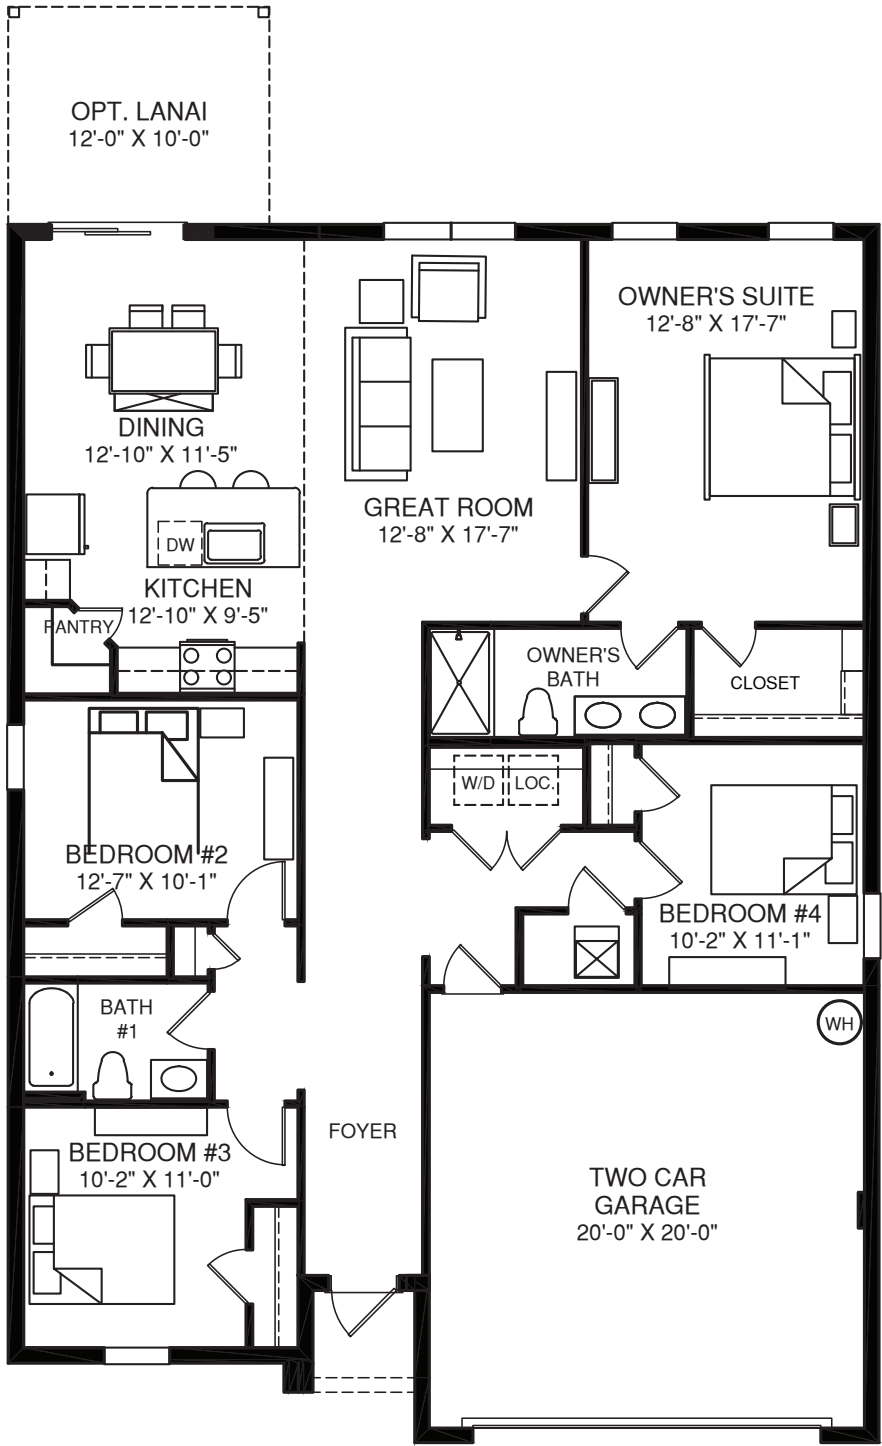 OPT. LANAI
12'-0" X 10'-0"
OWNER'S SUITE
12'-8" X 17'-7"
DINING
12'-10" X 11'-5"
GREAT ROOM
12'-8" X 17'-7"
DW
KITCHEN
12'-10" X 9'-5"
PANTRY
OWNER'S
BATH
CLOSET
W/D
LOC.
BEDROOM #2
12'-7" X 10'-1"
BEDROOM #4
10'-2" X 11'-1"
BATH
#1
WH
FOYER
BEDROOM #3
10'-2" X 11'-0"
TWO CAR
GARAGE
20'-0" X 20'-0"